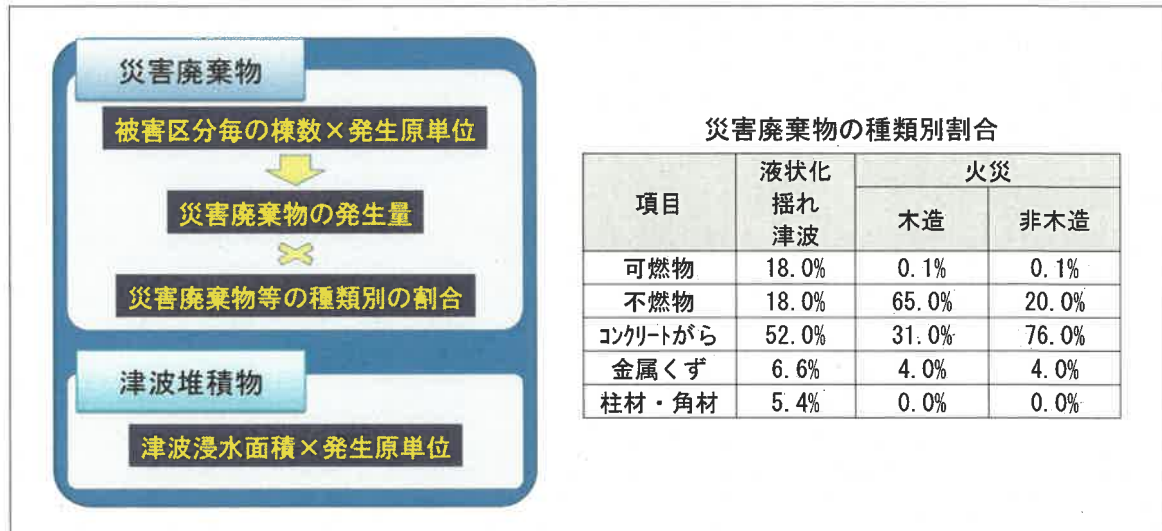 災害廃棄物
被害区分毎の棟数×発生原単位
災害廃棄物の発生量
×
災害廃棄物等の種類別の割合
津波堆積物
津波浸水面積×発生原単位
災害廃棄物の種類別割合
項目 液状化 揺れ 津波 火災
木造 非木造
可燃物 18.0% 0.1% 0.1%
不燃物 18.0% 65.0% 20.0%
コンクリートがら 52.0% 31.0% 76.0%
金属くず 6.6% 4.0% 4.0%
柱材・角材 5.4% 0.0% 0.0%